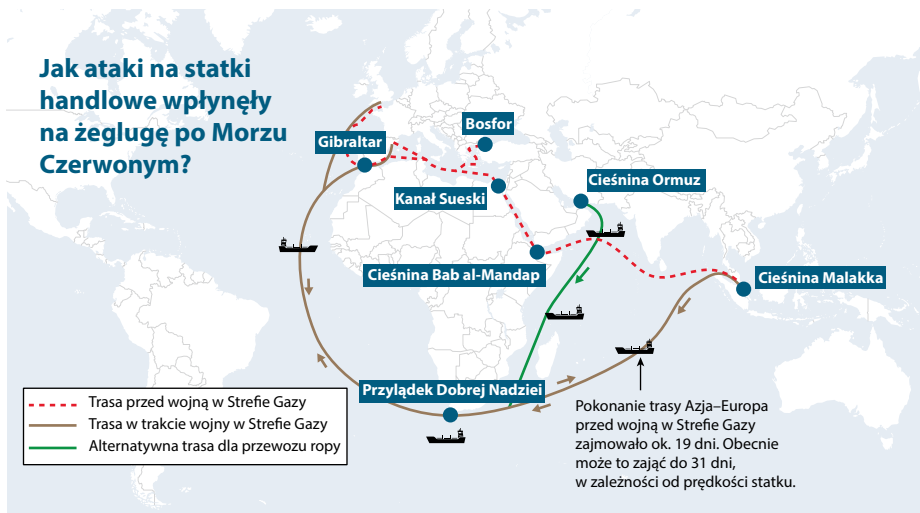 Jak ataki na statki
handlowe wpłynęły
na żeglugę po Morzu
Czerwonym?
Bosfor
Gibraltar
Cieśnina Ormuz
Kanał Sueski
Cieśnina Bab al-Mandap
Cieśnina Malakka
Przylądek Dobrej Nadziei
Trasa przed wojną w Strefie Gazy
Trasa w trakcie wojny w Strefie Gazy
Alternatywna trasa dla przewozu ropy
Pokonanie trasy Azja–Europa
przed wojną w Strefie Gazy
zajmowało ok. 19 dni. Obecnie
może to zająć do 31 dni,
w zależności od prędkości statku.